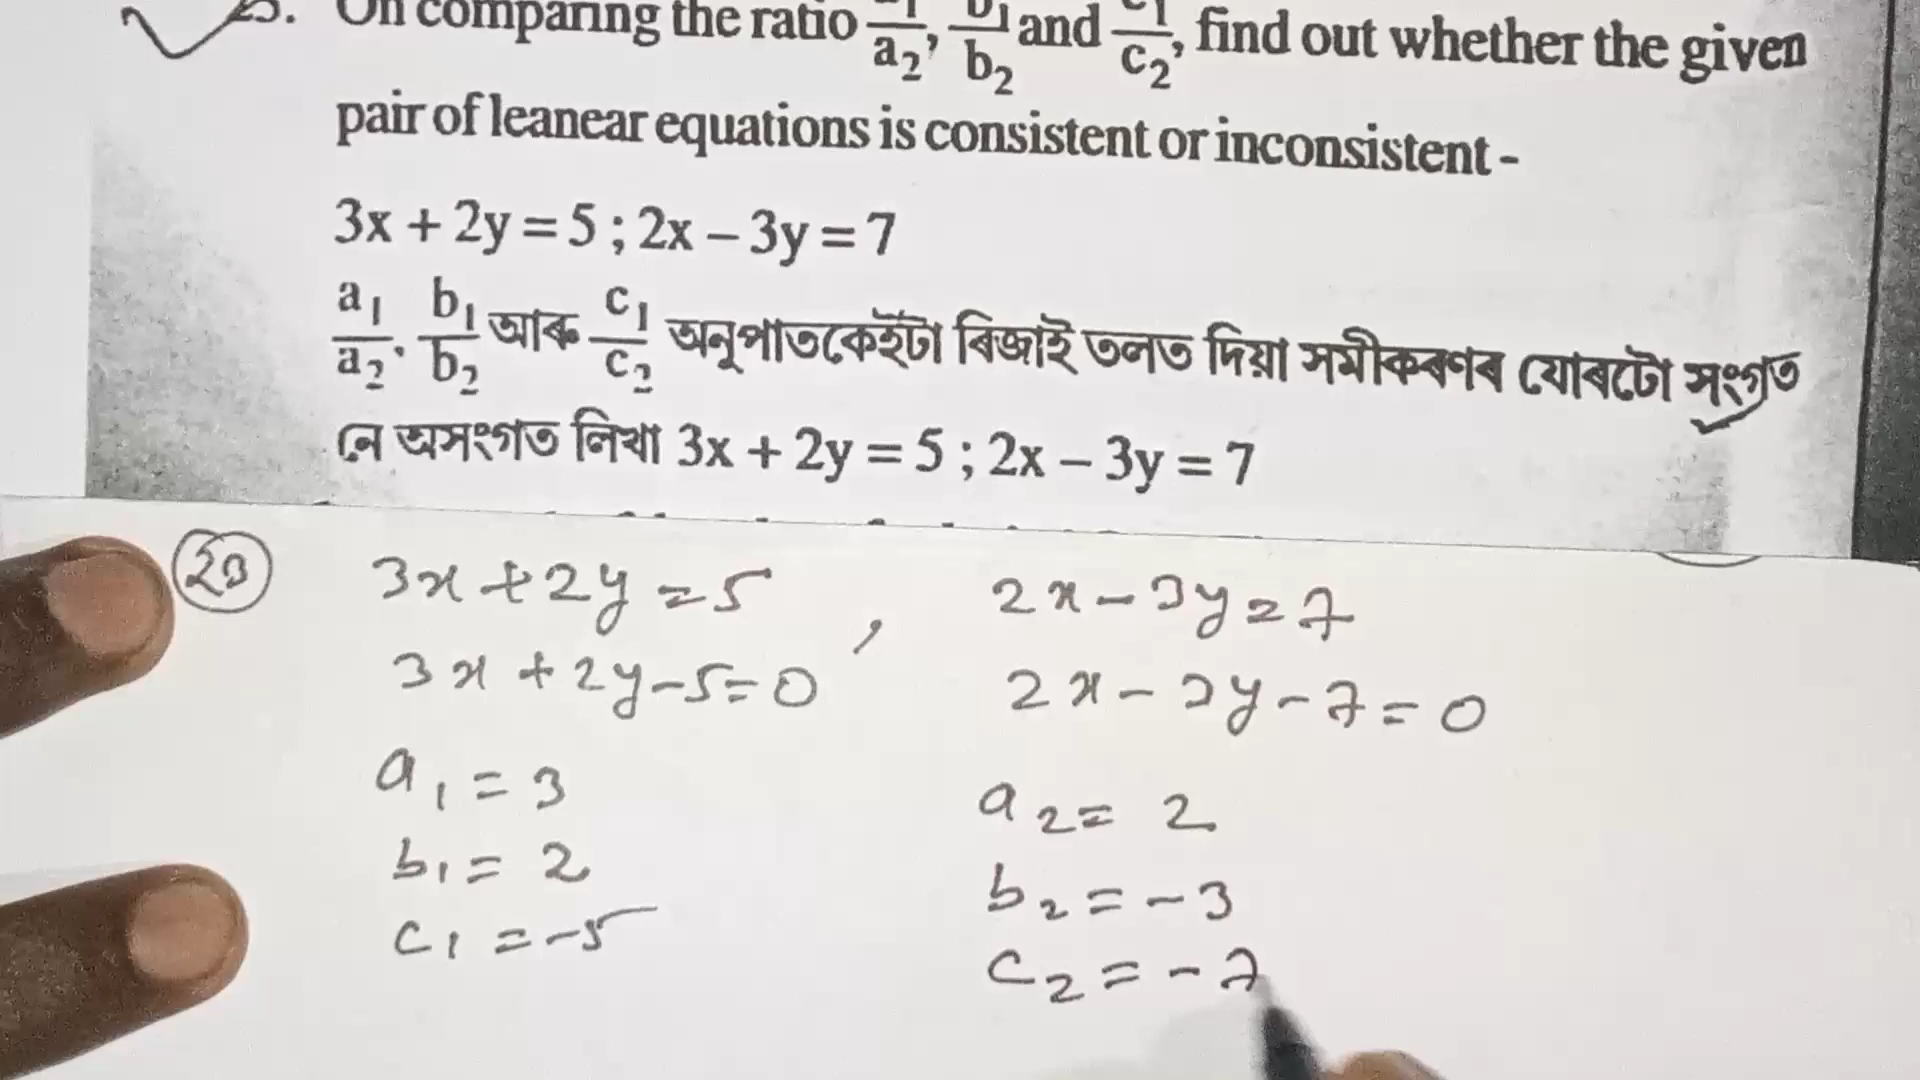 On comparing the ratio a1/a2, b1/b2 and c1/c2, find out whether the given
pair of leanear equations is consistent or inconsistent -
3x + 2y = 5 ; 2x – 3y = 7
a1/a2. b1/b2 আৰু c1/c2 অনুপাতকেইটা ৰিজাই তলত দিয়া সমীকৰণৰ যোৰটো সংগত
নে অসংগত লিখা 3x + 2y = 5 ; 2x – 3y = 7
23 3x + 2y = 5 , 2x - 3y = 7
3x + 2y - 5 = 0 2x - 3y - 7 = 0
a1 = 3 a2 = 2
b1 = 2 b2 = -3
c1 = -5 c2 = -7